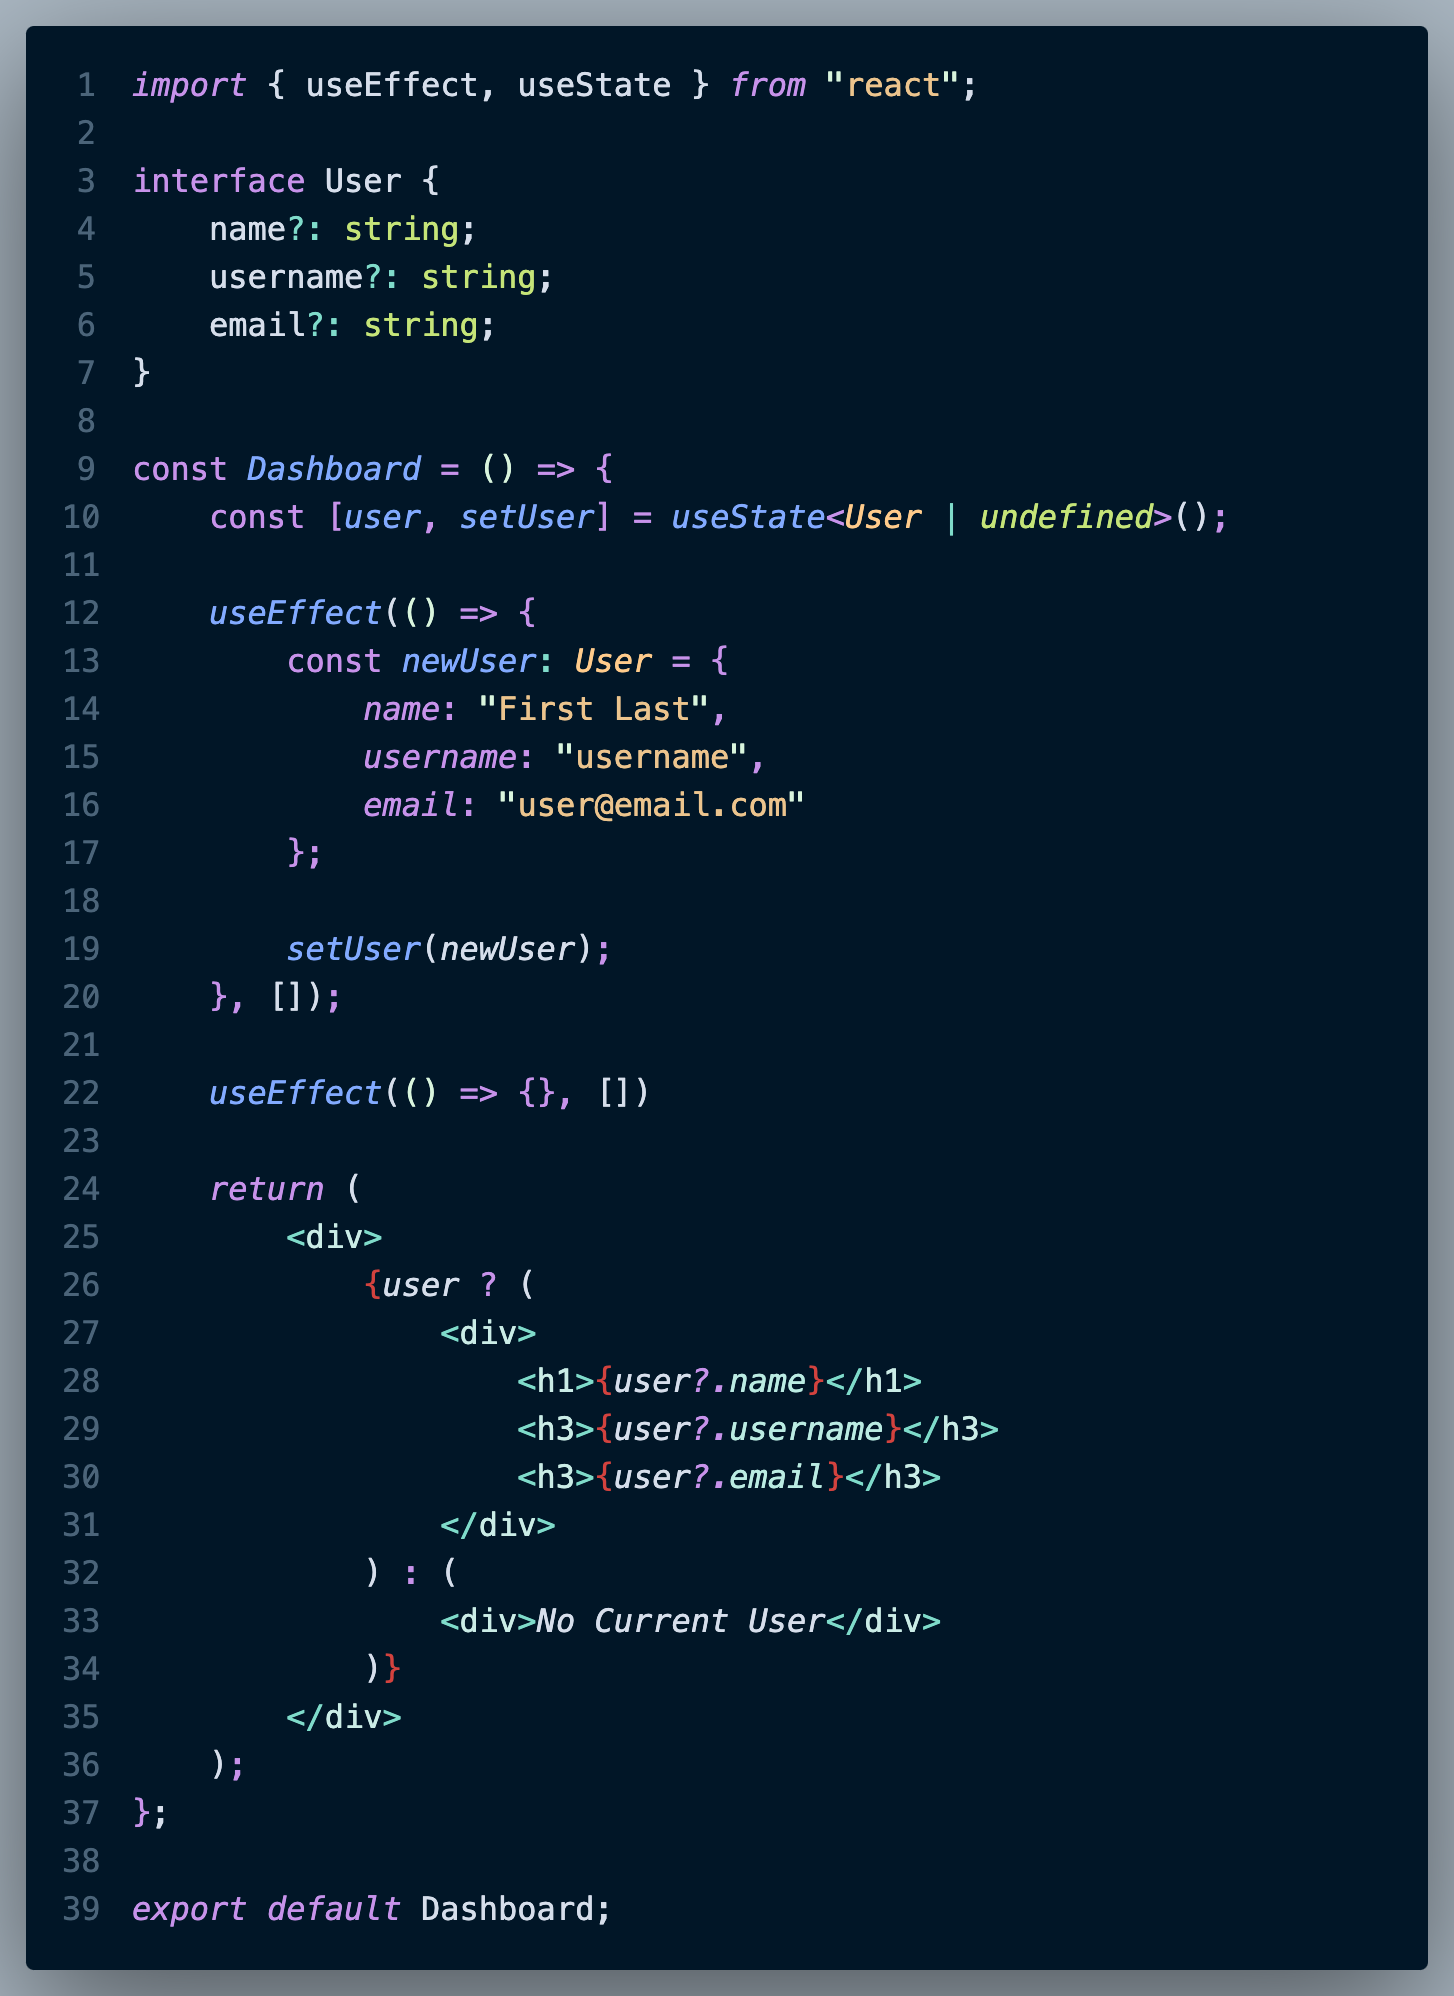 1 import { useEffect, useState } from "react";
2
3 interface User {
4     name?: string;
5     username?: string;
6     email?: string;
7 }
8
9 const Dashboard = () => {
10     const [user, setUser] = useState<User | undefined>();
11
12     useEffect(() => {
13         const newUser: User = {
14             name: "First Last",
15             username: "username",
16             email: "user@email.com"
17         };
18
19         setUser(newUser);
20     }, []);
21
22     useEffect(() => {}, [])
23
24     return (
25         <div>
26             {user ? (
27                 <div>
28                     <h1>{user?.name}</h1>
29                     <h3>{user?.username}</h3>
30                     <h3>{user?.email}</h3>
31                 </div>
32             ) : (
33                 <div>No Current User</div>
34             )}
35         </div>
36     );
37 };
38
39 export default Dashboard;